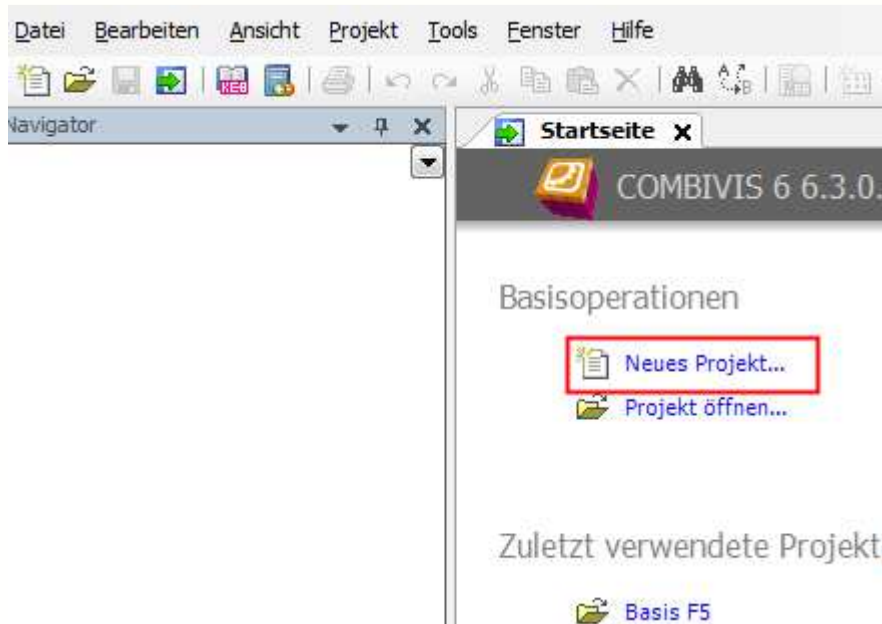 Datei Bearbeiten Ansicht Projekt Tools Fenster Hilfe
KEB
Navigator
Startseite
COMBIVIS 6 6.3.0.
Basisoperationen
Neues Projekt...
Projekt öffnen...
Zuletzt verwendete Projekt
Basis F5